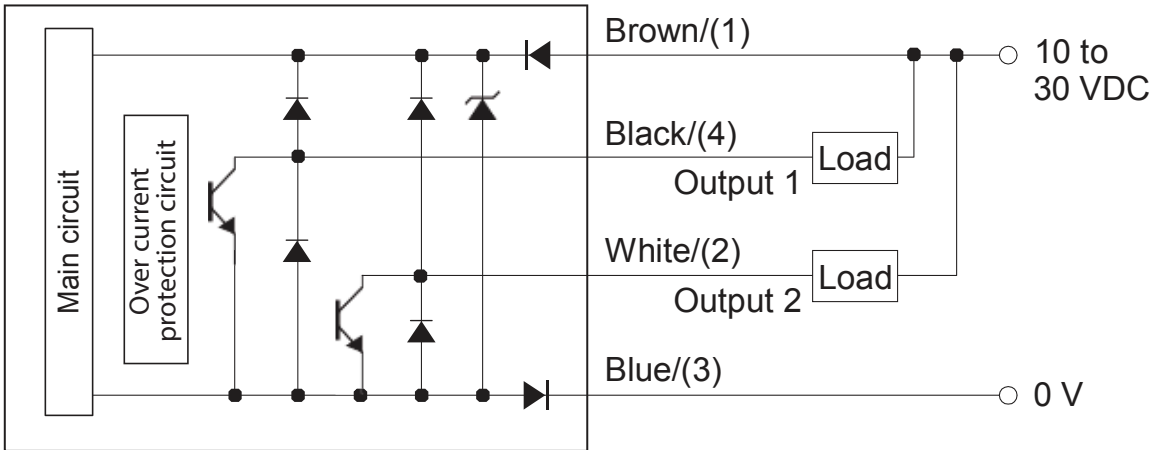 Main circuit
Over current
protection circuit
Brown/(1)
10 to
30 VDC
Black/(4)
Load
Output 1
White/(2)
Load
Output 2
Blue/(3)
0 V